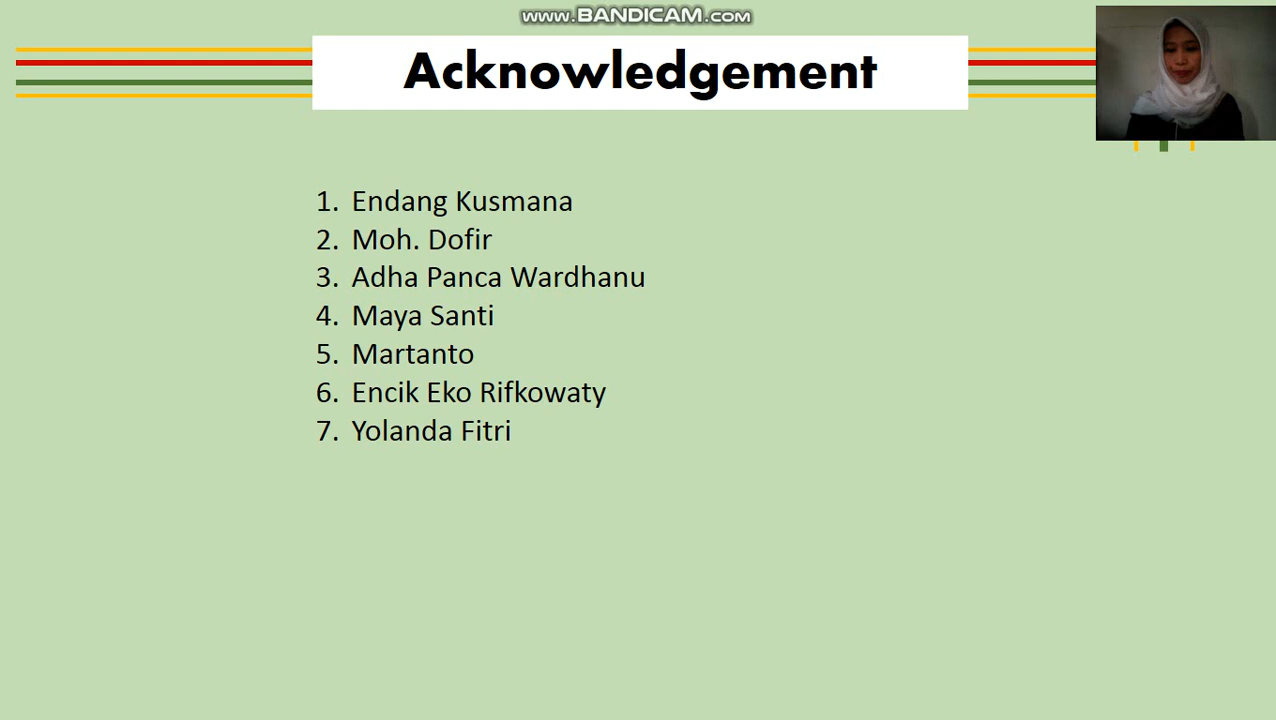 www.BANDICAM.com
Acknowledgement
1. Endang Kusmana
2. Moh. Dofir
3. Adha Panca Wardhanu
4. Maya Santi
5. Martanto
6. Encik Eko Rifkowaty
7. Yolanda Fitri